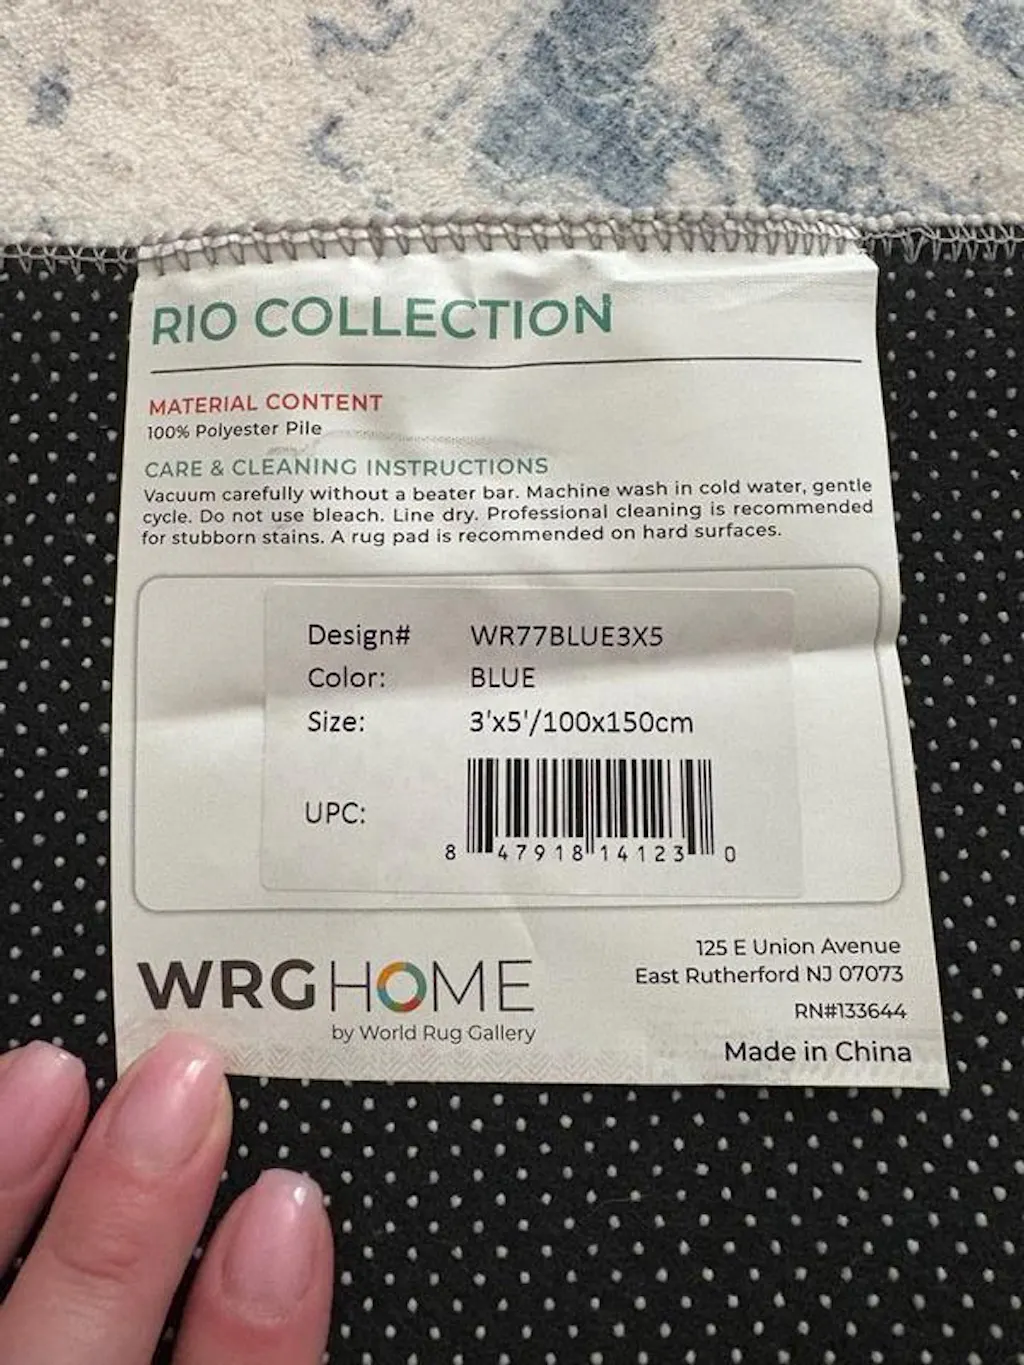 RIO COLLECTION
MATERIAL CONTENT
100% Polyester Pile
CARE & CLEANING INSTRUCTIONS
Vacuum carefully without a beater bar. Machine wash in cold water, gentle
cycle. Do not use bleach. Line dry. Professional cleaning is recommended
for stubborn stains. A rug pad is recommended on hard surfaces.
Design# WR77BLUE3X5
Color: BLUE
Size: 3'x5'/100x150cm
UPC:
8 47918 14123 0
WRGHOME
by World Rug Gallery
125 E Union Avenue
East Rutherford NJ 07073
RN#133644
Made in China